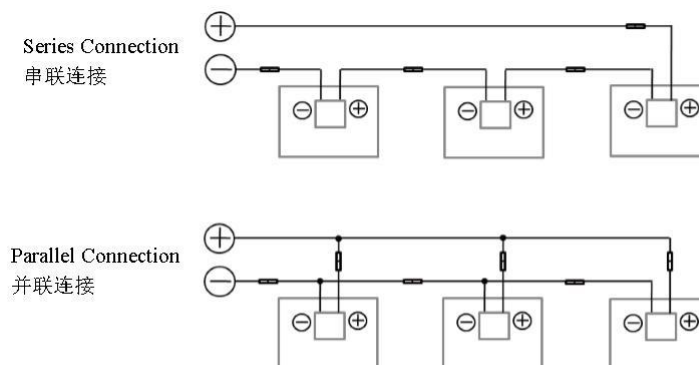 Series Connection
串联连接
Parallel Connection
并联连接